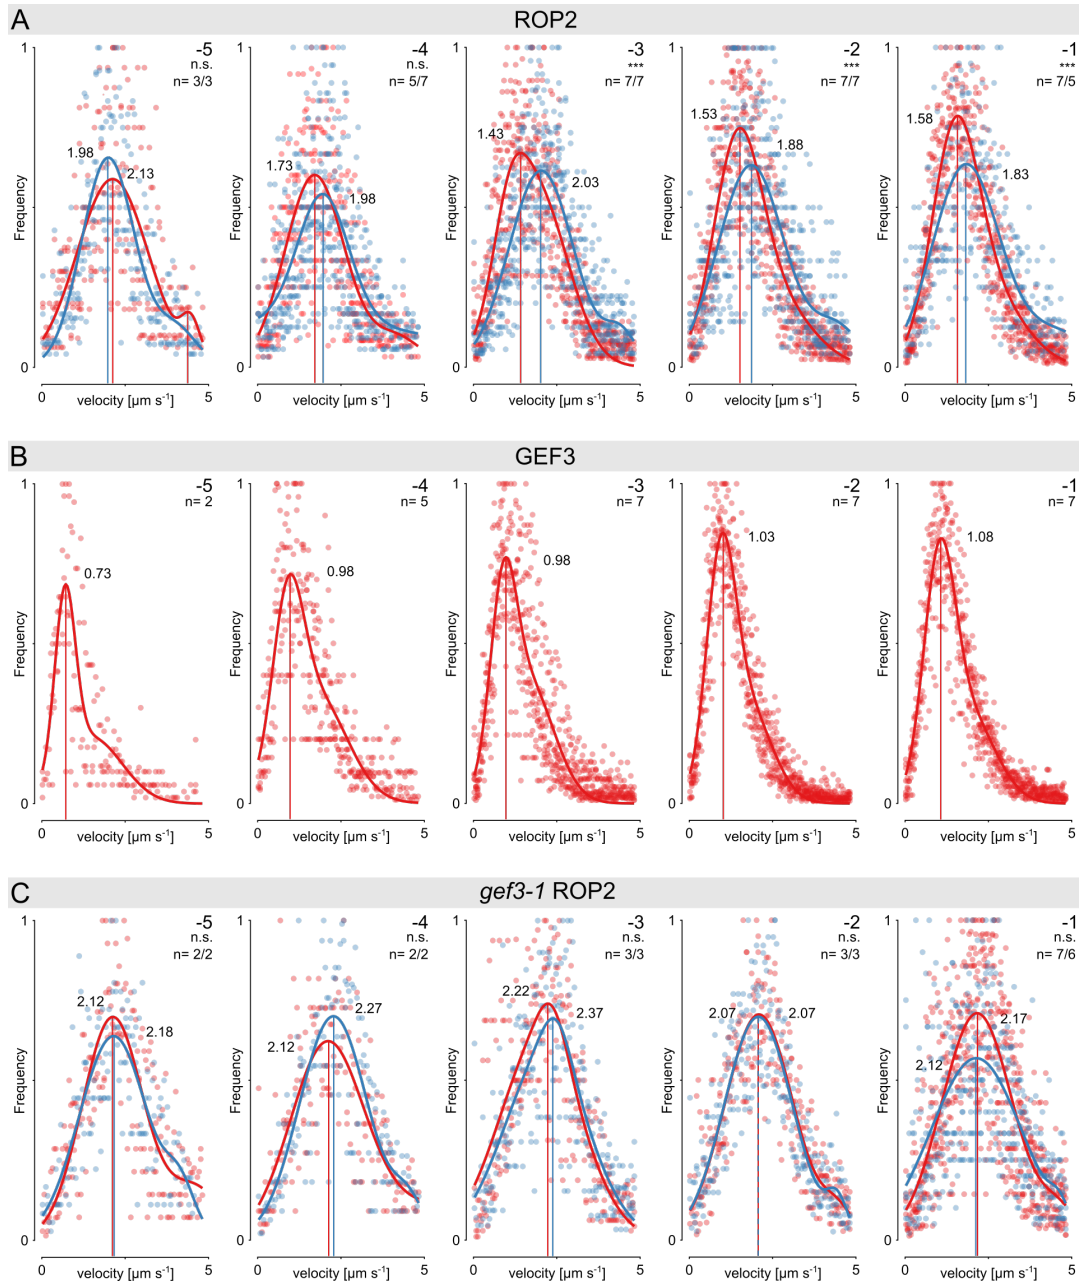 A
ROP2
1
-5
n.s.
n= 3/3
1.98
2.13
Frequency
0
0
velocity [µm s⁻¹]
5
1
-4
n.s.
n= 5/7
1.73
1.98
Frequency
0
0
velocity [µm s⁻¹]
5
1
-3
***
n= 7/7
1.43
2.03
Frequency
0
0
velocity [µm s⁻¹]
5
1
-2
***
n= 7/7
1.53
1.88
Frequency
0
0
velocity [µm s⁻¹]
5
1
-1
***
n= 7/5
1.58
1.83
Frequency
0
0
velocity [µm s⁻¹]
5
B
GEF3
1
-5
n= 2
0.73
Frequency
0
0
velocity [µm s⁻¹]
5
1
-4
n= 5
0.98
Frequency
0
0
velocity [µm s⁻¹]
5
1
-3
n= 7
0.98
Frequency
0
0
velocity [µm s⁻¹]
5
1
-2
n= 7
1.03
Frequency
0
0
velocity [µm s⁻¹]
5
1
-1
n= 7
1.08
Frequency
0
0
velocity [µm s⁻¹]
5
C
gef3-1 ROP2
1
-5
n.s.
n= 2/2
2.12
2.18
Frequency
0
0
velocity [µm s⁻¹]
5
1
-4
n.s.
n= 2/2
2.27
2.12
Frequency
0
0
velocity [µm s⁻¹]
5
1
-3
n.s.
n= 3/3
2.22
2.37
Frequency
0
0
velocity [µm s⁻¹]
5
1
-2
n.s.
n= 3/3
2.07
2.07
Frequency
0
0
velocity [µm s⁻¹]
5
1
-1
n.s.
n= 7/6
2.17
2.12
Frequency
0
0
velocity [µm s⁻¹]
5